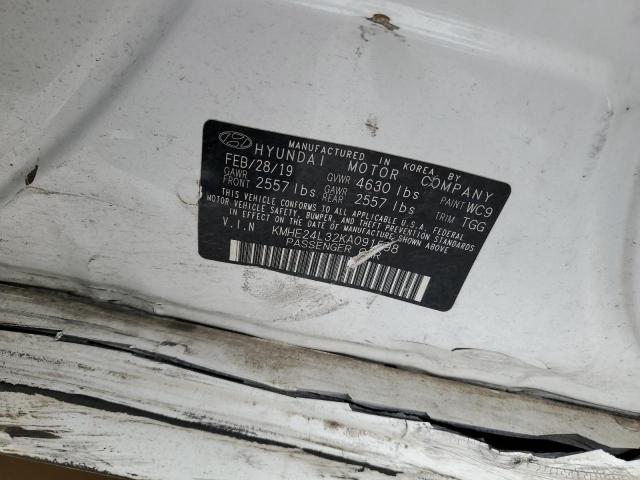 MANUFACTURED IN KOREA BY
HYUNDAI MOTOR COMPANY
FEB/28/19 GVWR 4630 lbs PAINT WC9
GAWR FRONT 2557 lbs GAWR REAR 2557 lbs TRIM TGG
THIS VEHICLE CONFORMS TO ALL APPLICABLE U.S.A. FEDERAL
MOTOR VEHICLE SAFETY, BUMPER, AND THEFT PREVENTION
STANDARDS IN EFFECT ON THE DATE OF MANUFACTURE SHOWN ABOVE
V.I.N
PASSENGER CAR